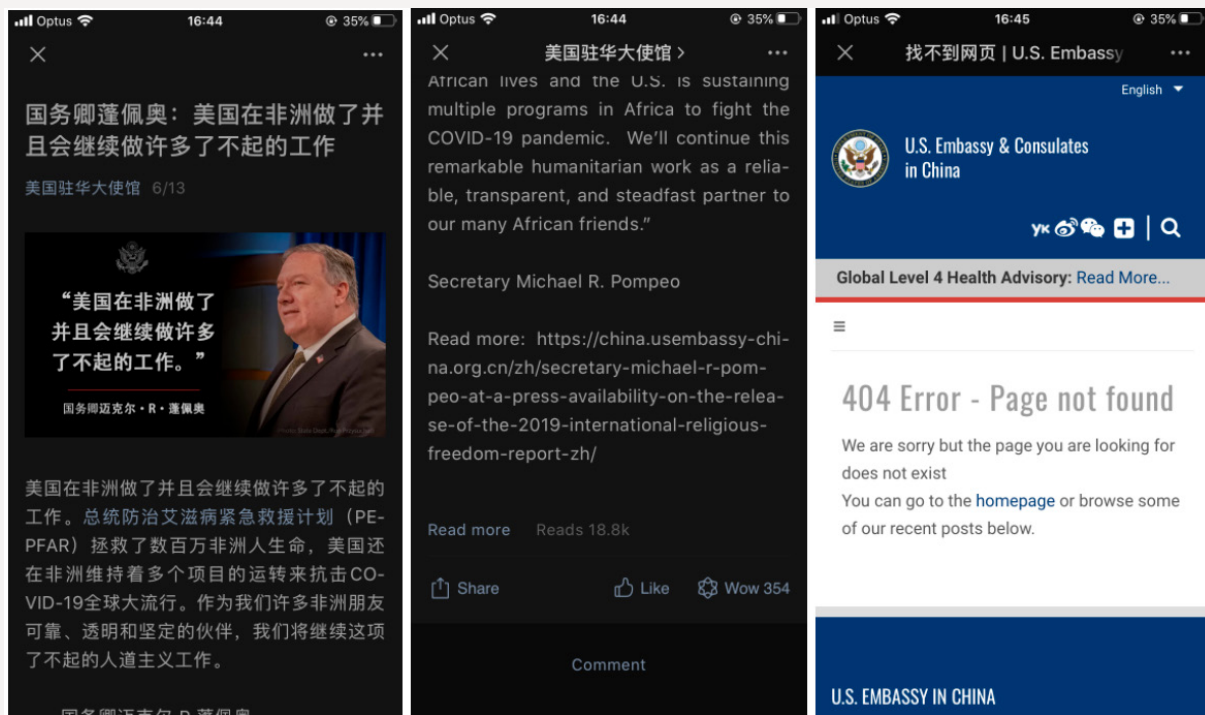 Optus 16:44 35%
国务卿蓬佩奥：美国在非洲做了并
且会继续做许多了不起的工作
美国驻华大使馆 6/13
“美国在非洲做了
并且会继续做许多
了不起的工作。”
国务卿迈克尔·R·蓬佩奥
美国在非洲做了并且会继续做许多了不起的
工作。总统防治艾滋病紧急救援计划（PE-
PFAR）拯救了数百万非洲人生命，美国还
在非洲维持着多个项目的运转来抗击CO-
VID-19全球大流行。作为我们许多非洲朋友
可靠、透明和坚定的伙伴，我们将继续这项
了不起的人道主义工作。
国务卿迈克尔·R·蓬佩奥
Optus 16:44 35%
美国驻华大使馆
African lives and the U.S. is sustaining
multiple programs in Africa to fight the
COVID-19 pandemic. We’ll continue this
remarkable humanitarian work as a relia-
ble, transparent, and steadfast partner to
our many African friends.”
Secretary Michael R. Pompeo
Read more: https://china.usembassy-chi-
na.org.cn/zh/secretary-michael-r-pom-
peo-at-a-press-availability-on-the-relea-
se-of-the-2019-international-religious-
freedom-report-zh/
Read more Reads 18.8k
Share Like Wow 354
Comment
Optus 16:45 35%
找不到网页 | U.S. Embassy
English
U.S. Embassy & Consulates
in China
Global Level 4 Health Advisory: Read More...
404 Error - Page not found
We are sorry but the page you are looking for
does not exist
You can go to the homepage or browse some
of our recent posts below.
U.S. EMBASSY IN CHINA